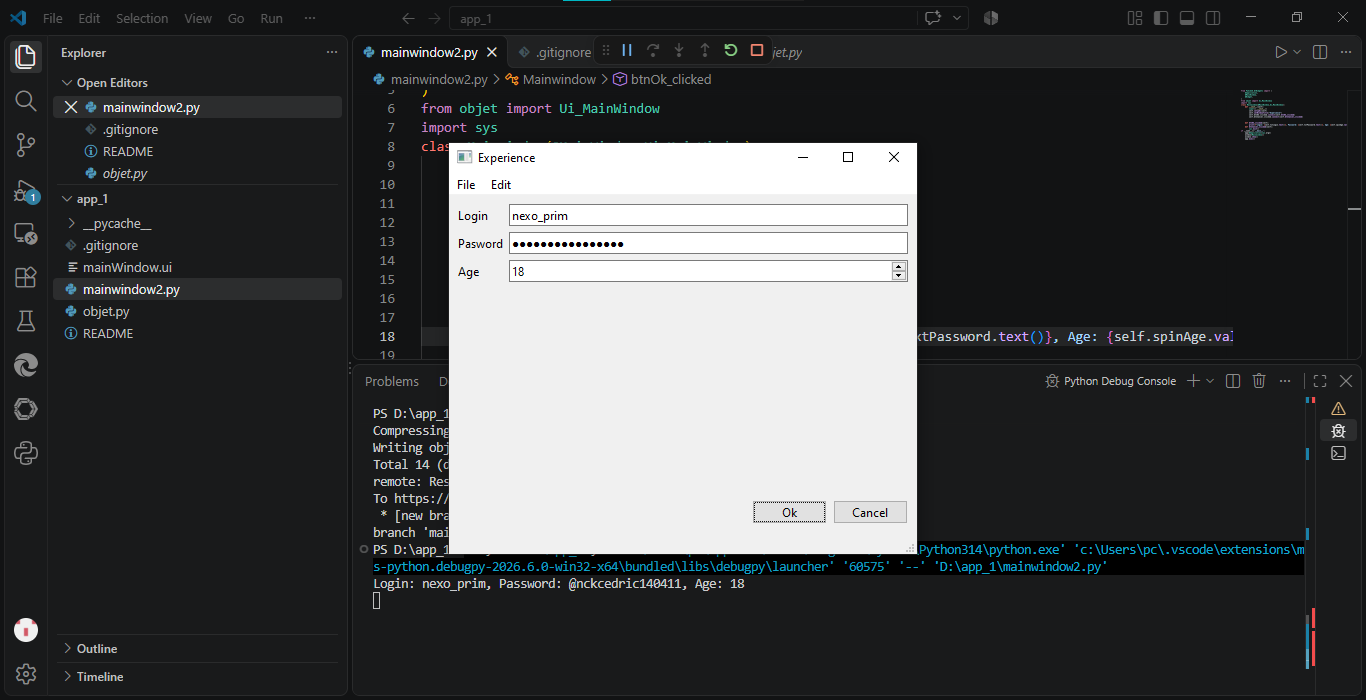 File Edit Selection View Go Run ···
app_1
Explorer
Open Editors
mainwindow2.py
.gitignore
README
objet.py
app_1
__pycache__
.gitignore
mainWindow.ui
mainwindow2.py
objet.py
README
Outline
Timeline
1
mainwindow2.py
.gitignore
jet.py
mainwindow2.py > Mainwindow > btnOk_clicked
5 )
6 from objet import Ui_MainWindow
7 import sys
8
9
10
11
12
13
14
15
16
17
18 xtPassword.text()}, Age: {self.spinAge.val
19
Experience
File Edit
Login nexo_prim
Pasword ●●●●●●●●●●●●●●●●
Age 18
Ok Cancel
Problems
Python Debug Console
PS D:\app_1
Compressing
Writing obj
Total 14 (d
remote: Res
To https://
* [new bra
branch 'mai
PS D:\app_1 Python314\python.exe' 'c:\Users\pc\.vscode\extensions\m
s-python.debugpy-2026.6.0-win32-x64\bundled\libs\debugpy\launcher' '60575' '--' 'D:\app_1\mainwindow2.py'
Login: nexo_prim, Password: @nckcedric140411, Age: 18